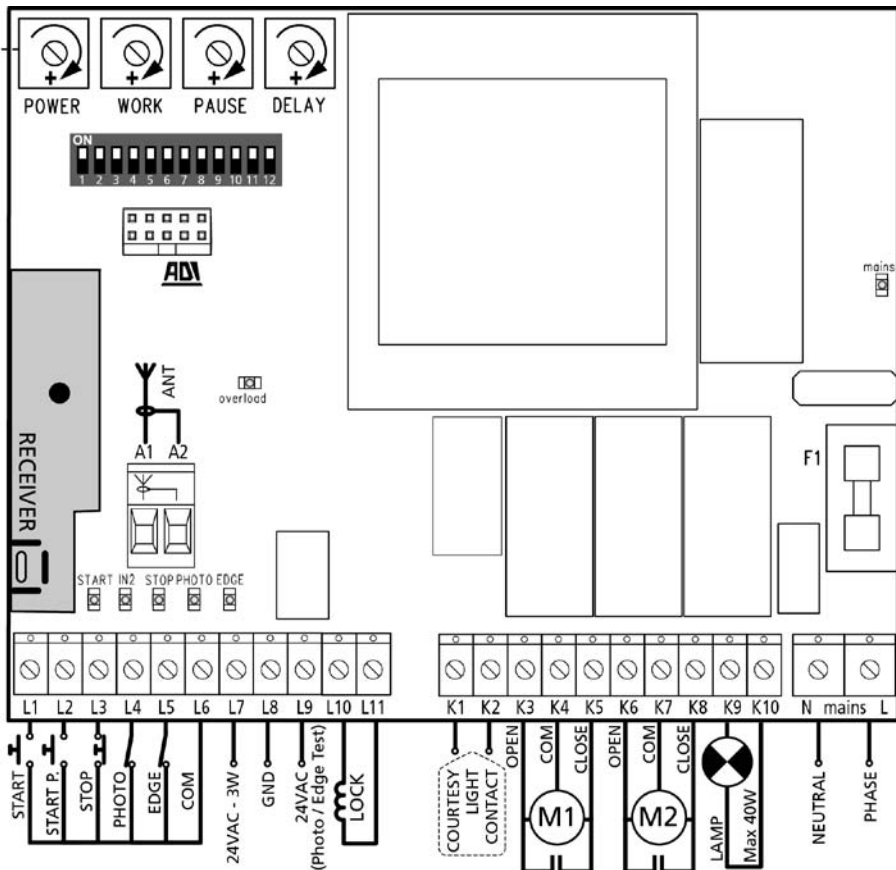 POWER WORK PAUSE DELAY
ON
1 2 3 4 5 6 7 8 9 10 11 12
ADI
mains
ANT
overload
A1 A2
RECEIVER
F1
START IN2 STOP PHOTO EDGE
L1 L2 L3 L4 L5 L6 L7 L8 L9 L10 L11 K1 K2 K3 K4 K5 K6 K7 K8 K9 K10 N mains L
START
START P.
STOP
PHOTO
EDGE
COM
24VAC - 3W
GND
24VAC
(Photo / Edge Test)
LOCK
COURTESY
LIGHT
CONTACT
OPEN
COM
CLOSE
M1
OPEN
COM
CLOSE
M2
LAMP
Max 40W
NEUTRAL
PHASE